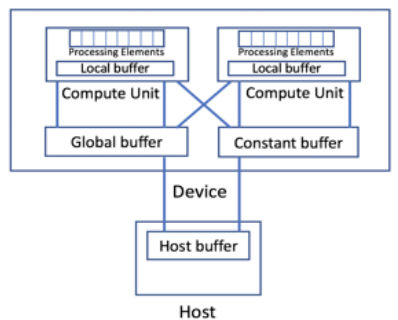 Processing Elements
Processing Elements
Local buffer
Local buffer
Compute Unit
Compute Unit
Global buffer
Constant buffer
Device
Host buffer
Host